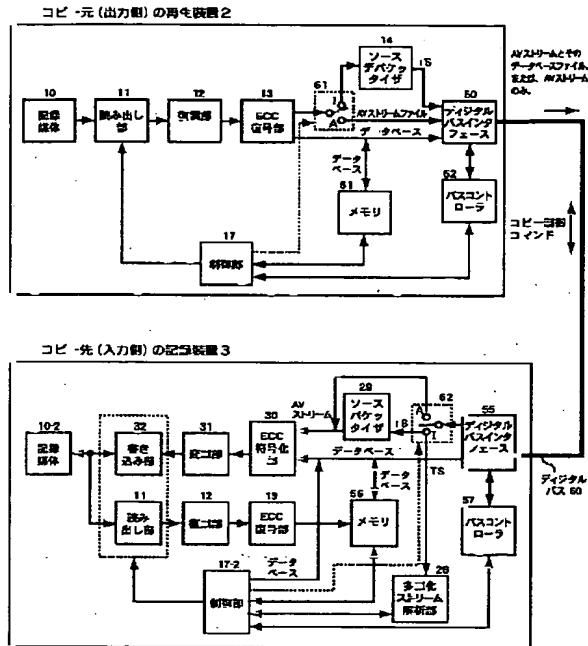 コピー元(出力側)の再生装置2
10
記録
媒体
11
読み出し
部
12
復調部
13
ECC
復号部
61
I
A
14
ソース
デパケッ
タイザ
AVストリームファイル
データベース
50
ディジタル
バスインタ
フェース
AVストリームとその
データベースファイル、
または、AVストリーム
のみ。
データ
ベース
51
メモリ
52
バスコント
ローラ
コピー制御
コマンド
17
制御部
コピー先(入力側)の記録装置3
10-2
記録
媒体
32
書き
込み部
31
変調部
30
ECC
符号化
部
AV
ストリーム
29
ソース
パケッ
タイザ
62
A
I
TS
55
ディジタル
バスインタ
フェース
データベース
11
読み
出し部
12
復調部
13
ECC
復号部
データ
ベース
56
メモリ
57
バスコント
ローラ
ディジタル
バス 60
データ
ベース
17-2
制御部
26
多重化
ストリーム
解析部